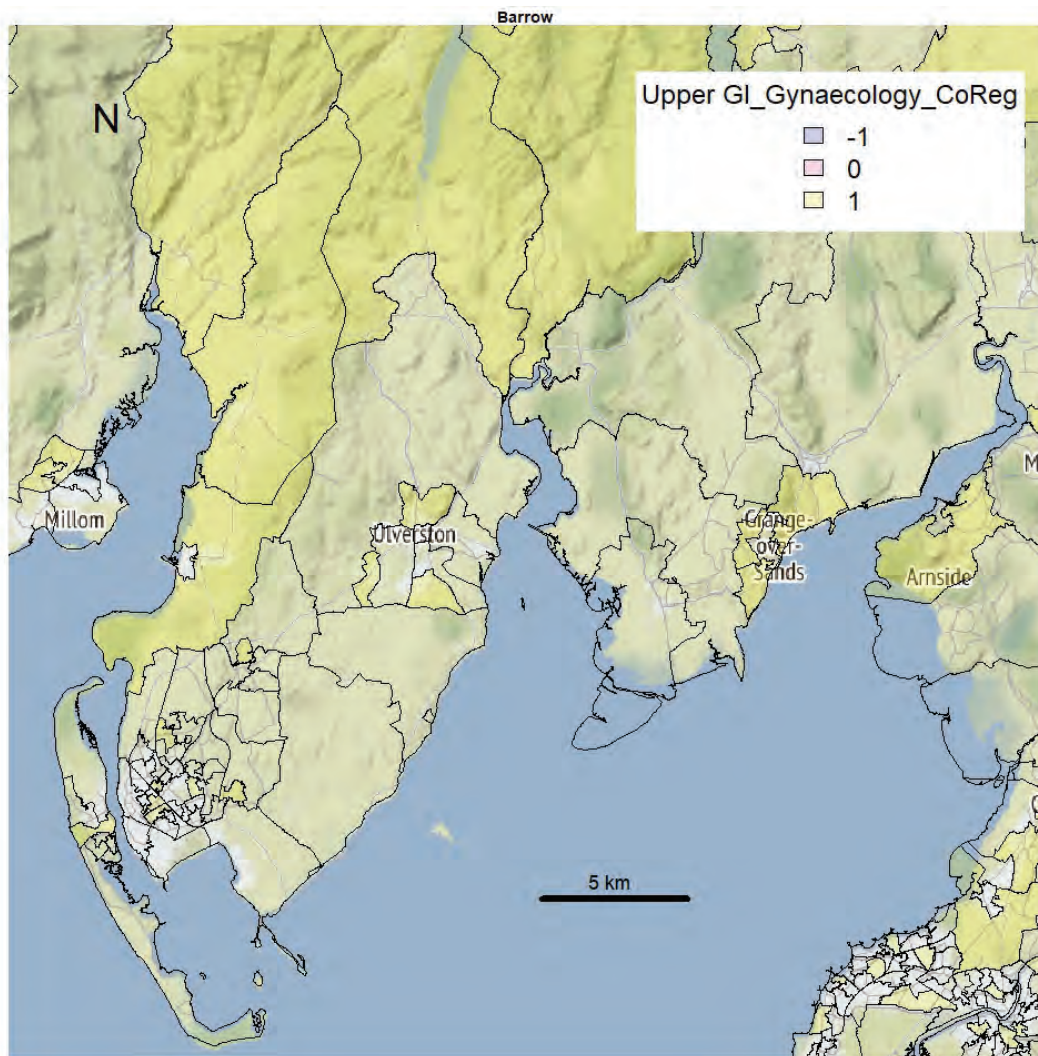 Barrow
N
Upper GI_Gynaecology_CoReg
-1
0
1
Millom
Ulverston
Grange-
over-
Sands
Arnside
M
5 km